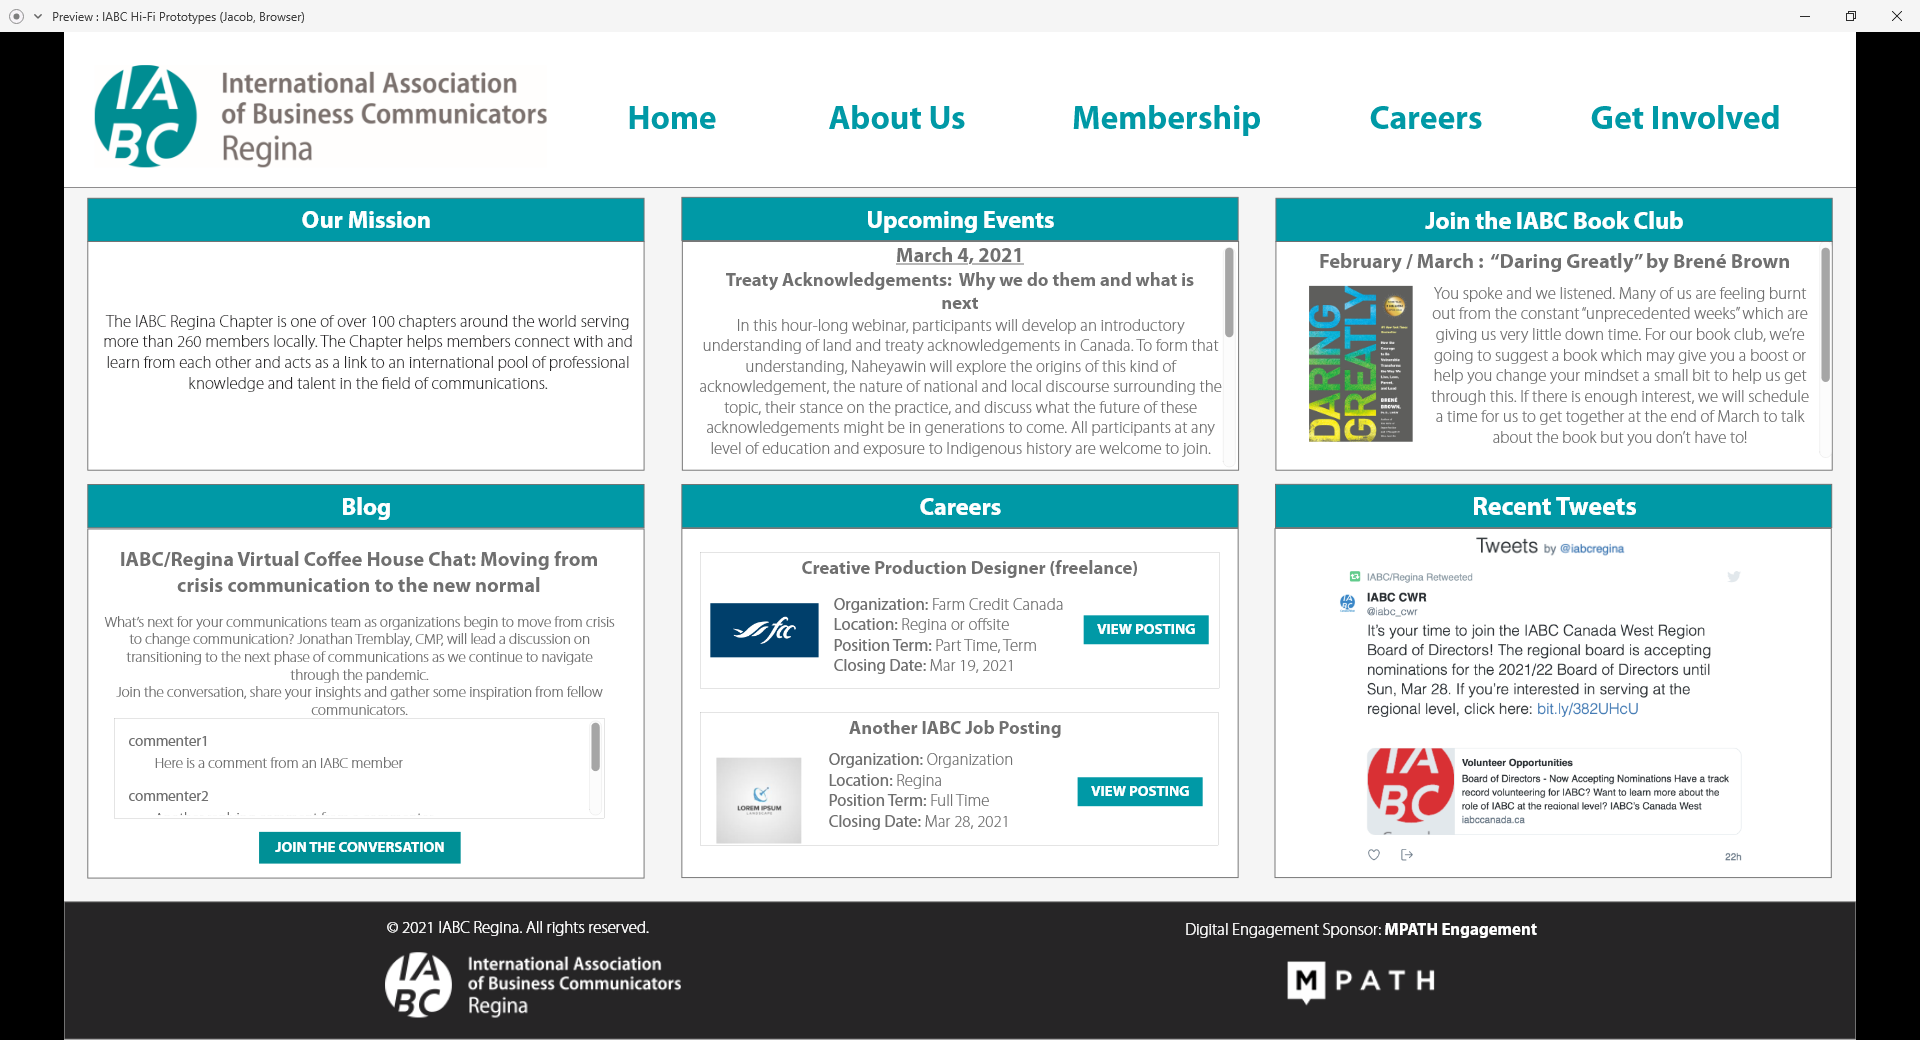 Preview : IABC Hi-Fi Prototypes (Jacob, Browser)
IA
BC
International Association
of Business Communicators
Regina
Home
About Us
Membership
Careers
Get Involved
Our Mission
The IABC Regina Chapter is one of over 100 chapters around the world serving
more than 260 members locally. The Chapter helps members connect with and
learn from each other and acts as a link to an international pool of professional
knowledge and talent in the field of communications.
Upcoming Events
March 4, 2021
Treaty Acknowledgements:  Why we do them and what is
next
In this hour-long webinar, participants will develop an introductory
understanding of land and treaty acknowledgements in Canada. To form that
understanding, Naheyawin will explore the origins of this kind of
acknowledgement, the nature of national and local discourse surrounding the
topic, their stance on the practice, and discuss what the future of these
acknowledgements might be in generations to come. All participants at any
level of education and exposure to Indigenous history are welcome to join.
Join the IABC Book Club
February / March :  “Daring Greatly” by Brené Brown
DARING
GREATLY
BRENÉ
BROWN,
You spoke and we listened. Many of us are feeling burnt
out from the constant “unprecedented weeks” which are
giving us very little down time. For our book club, we’re
going to suggest a book which may give you a boost or
help you change your mindset a small bit to help us get
through this. If there is enough interest, we will schedule
a time for us to get together at the end of March to talk
about the book but you don’t have to!
Blog
IABC/Regina Virtual Coffee House Chat: Moving from
crisis communication to the new normal
What’s next for your communications team as organizations begin to move from crisis
to change communication? Jonathan Tremblay, CMP, will lead a discussion on
transitioning to the next phase of communications as we continue to navigate
through the pandemic.
Join the conversation, share your insights and gather some inspiration from fellow
communicators.
commenter1
Here is a comment from an IABC member
commenter2
JOIN THE CONVERSATION
Careers
Creative Production Designer (freelance)
fcc
Organization: Farm Credit Canada
Location: Regina or offsite
Position Term: Part Time, Term
Closing Date: Mar 19, 2021
VIEW POSTING
Another IABC Job Posting
LOREM IPSUM
LANDSCAPE
Organization: Organization
Location: Regina
Position Term: Full Time
Closing Date: Mar 28, 2021
VIEW POSTING
Recent Tweets
Tweets by @iabcregina
IABC/Regina Retweeted
IABC CWR
@iabc_cwr
It’s your time to join the IABC Canada West Region
Board of Directors! The regional board is accepting
nominations for the 2021/22 Board of Directors until
Sun, Mar 28. If you’re interested in serving at the
regional level, click here: bit.ly/382UHcU
IA
BC
Volunteer Opportunities
Board of Directors - Now Accepting Nominations Have a track
record volunteering for IABC? Want to learn more about the
role of IABC at the regional level? IABC’s Canada West
iabccanada.ca
22h
© 2021 IABC Regina. All rights reserved.
IA
BC
International Association
of Business Communicators
Regina
Digital Engagement Sponsor: MPATH Engagement
MPATH